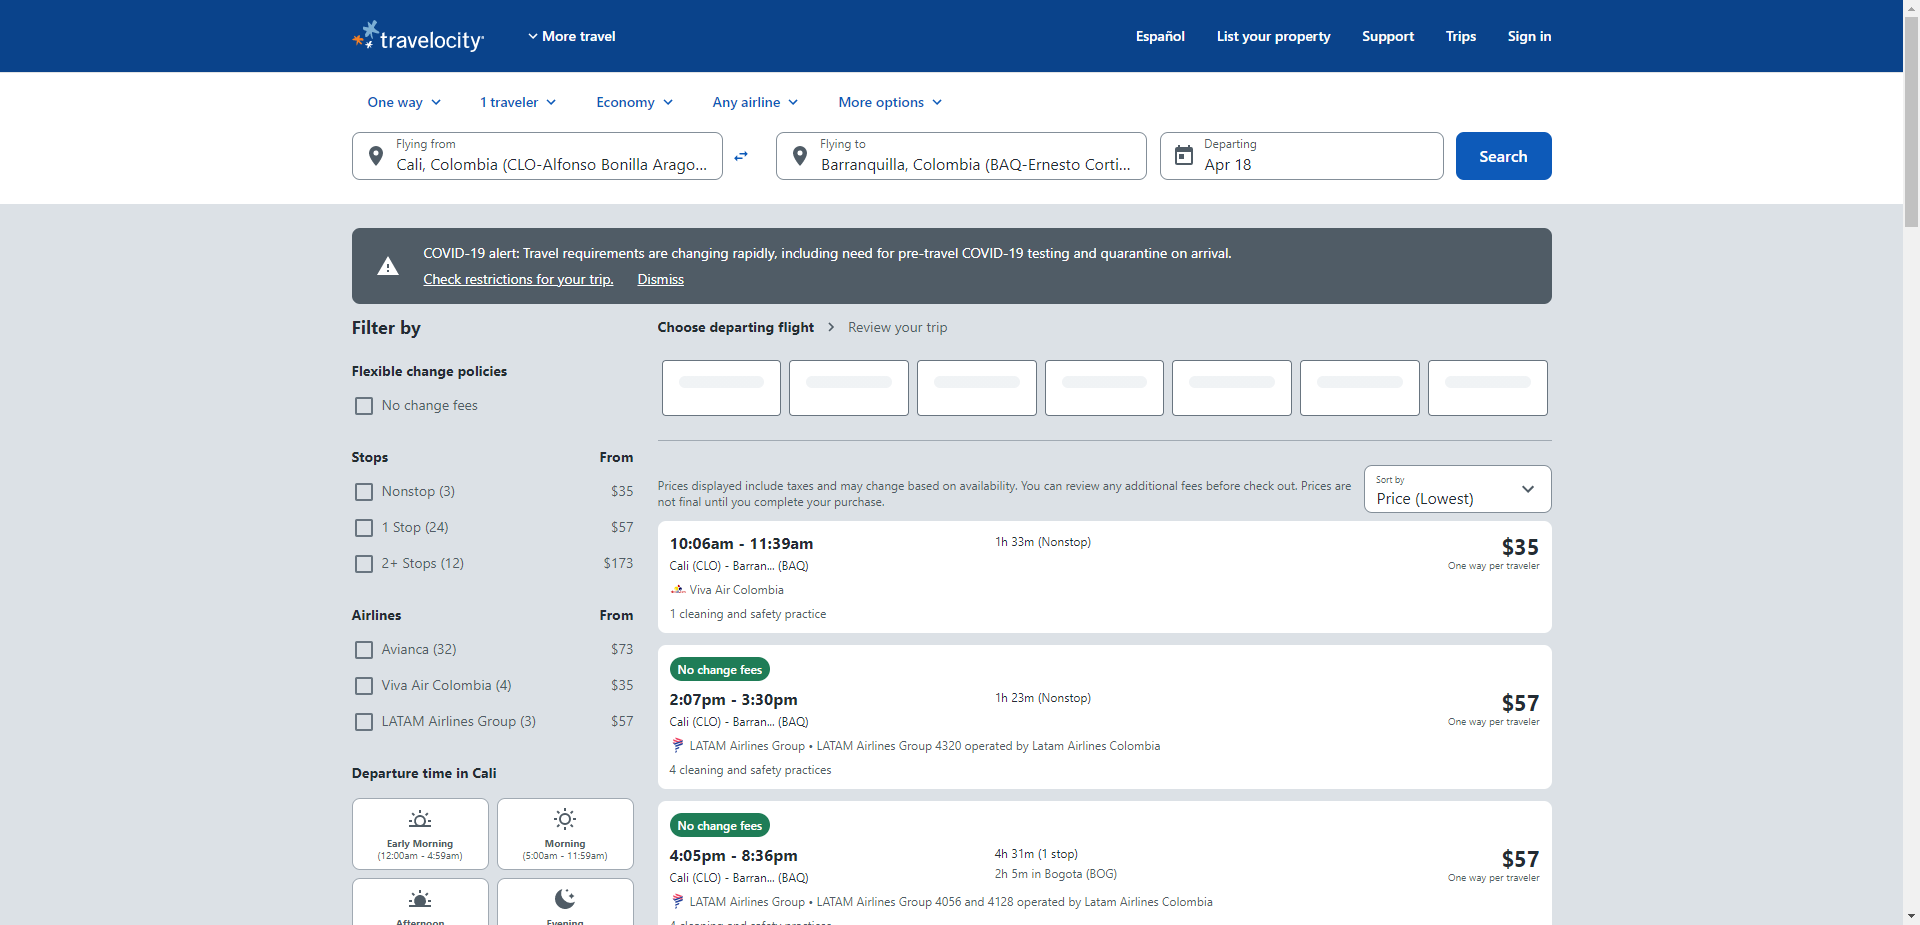 travelocity
More travel
Español
List your property
Support
Trips
Sign in
One way
1 traveler
Economy
Any airline
More options
Flying from
Cali, Colombia (CLO-Alfonso Bonilla Arago...
Flying to
Barranquilla, Colombia (BAQ-Ernesto Corti...
Departing
Apr 18
Search
COVID-19 alert: Travel requirements are changing rapidly, including need for pre-travel COVID-19 testing and quarantine on arrival.
Check restrictions for your trip.
Dismiss
Filter by
Flexible change policies
No change fees
Stops From
Nonstop (3) $35
1 Stop (24) $57
2+ Stops (12) $173
Airlines From
Avianca (32) $73
Viva Air Colombia (4) $35
LATAM Airlines Group (3) $57
Departure time in Cali
Early Morning
(12:00am - 4:59am)
Morning
(5:00am - 11:59am)
Afternoon
Evening
Choose departing flight
Review your trip
Prices displayed include taxes and may change based on availability. You can review any additional fees before check out. Prices are
not final until you complete your purchase.
Sort by
Price (Lowest)
10:06am - 11:39am
1h 33m (Nonstop)
$35
Cali (CLO) - Barran... (BAQ)
One way per traveler
Viva Air Colombia
1 cleaning and safety practice
No change fees
2:07pm - 3:30pm
1h 23m (Nonstop)
$57
Cali (CLO) - Barran... (BAQ)
One way per traveler
LATAM Airlines Group • LATAM Airlines Group 4320 operated by Latam Airlines Colombia
4 cleaning and safety practices
No change fees
4:05pm - 8:36pm
4h 31m (1 stop)
$57
Cali (CLO) - Barran... (BAQ)
2h 5m in Bogota (BOG)
One way per traveler
LATAM Airlines Group • LATAM Airlines Group 4056 and 4128 operated by Latam Airlines Colombia
4 cleaning and safety practices